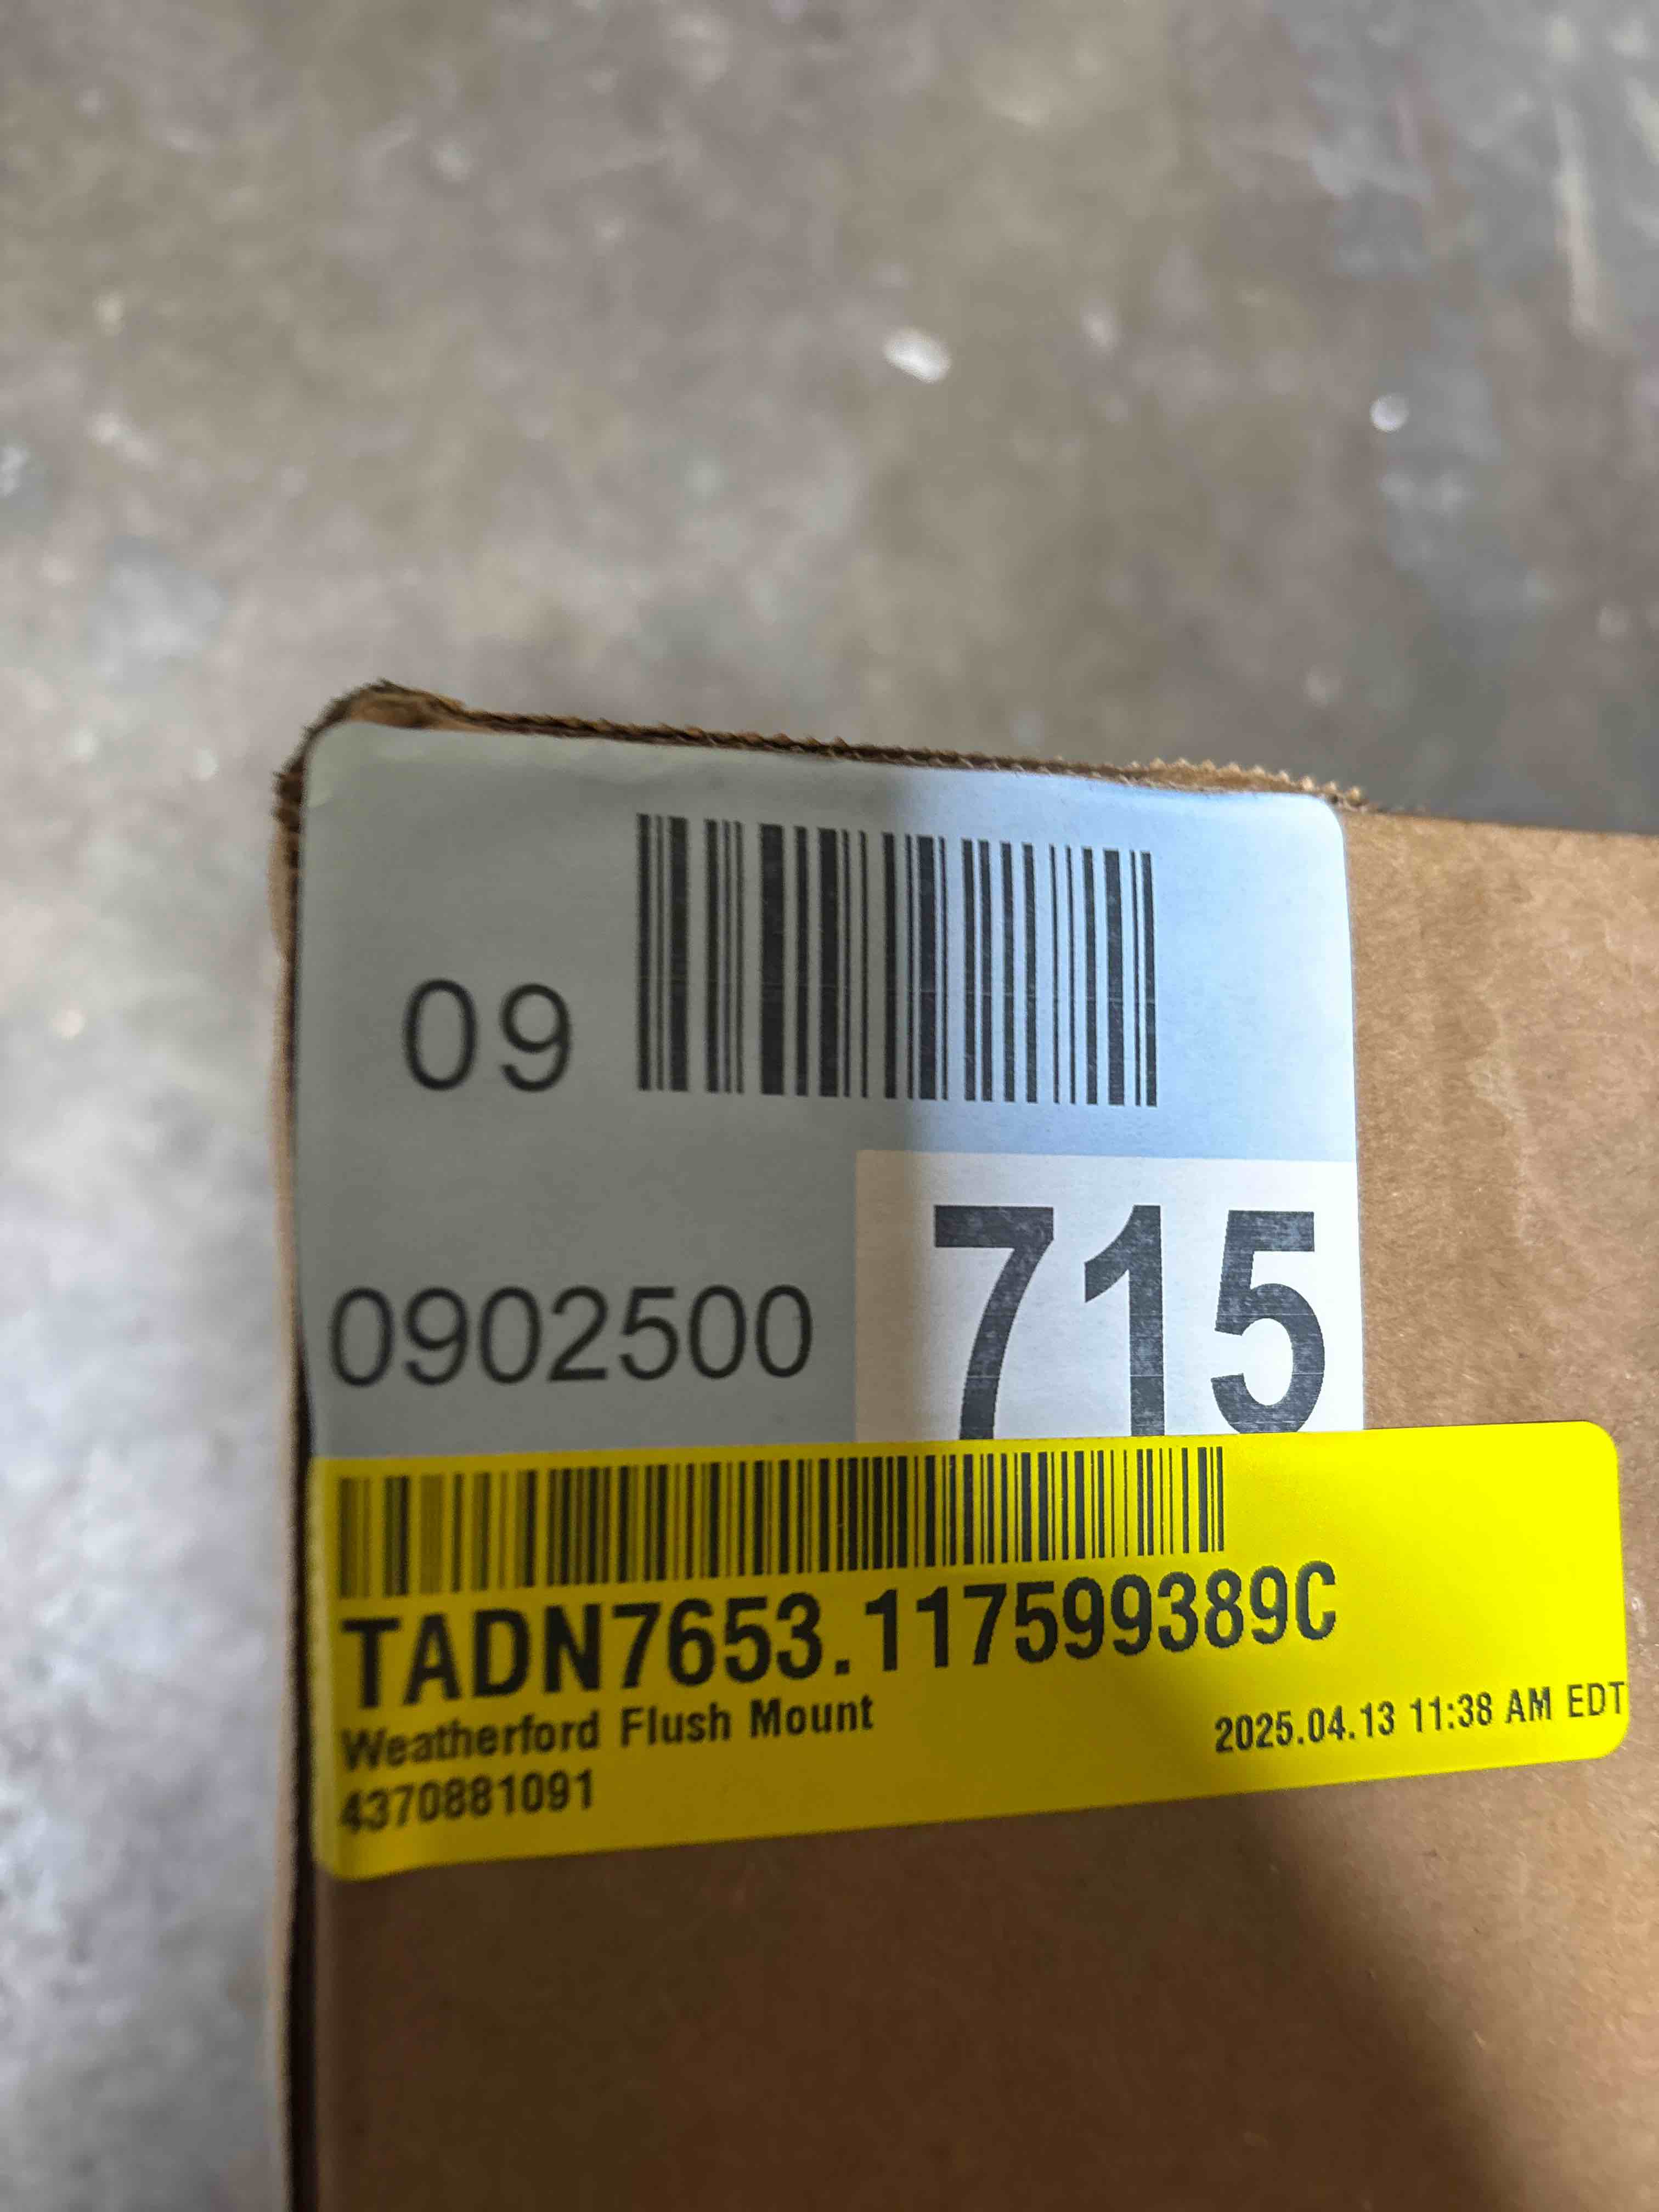 09
0902500
715
TADN7653.117599389C
Weatherford Flush Mount
2025.04.13 11:38 AM EDT
4370881091